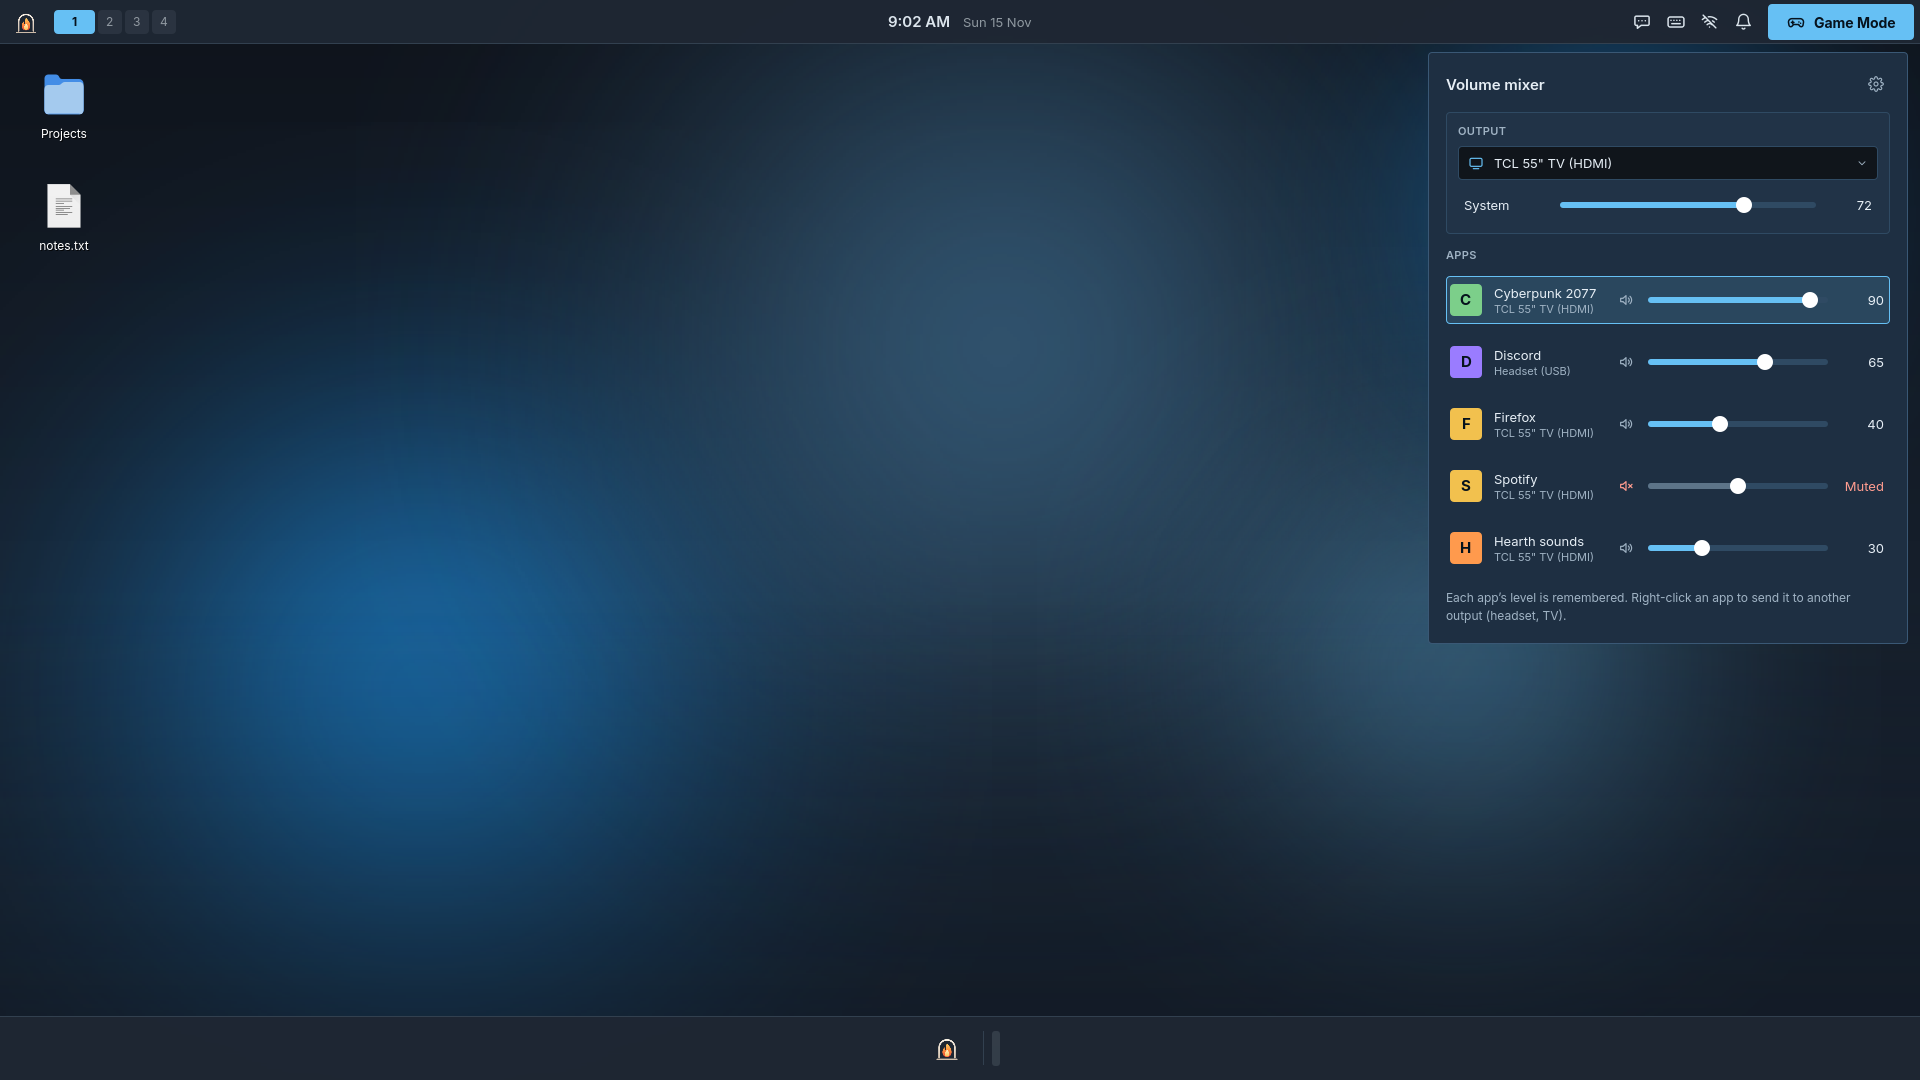 1 2 3 4
9:02 AM Sun 15 Nov
Game Mode
Projects
notes.txt
Volume mixer
OUTPUT
TCL 55" TV (HDMI)
System 72
APPS
C Cyberpunk 2077 90
TCL 55" TV (HDMI)
D Discord 65
Headset (USB)
F Firefox 40
TCL 55" TV (HDMI)
S Spotify Muted
TCL 55" TV (HDMI)
H Hearth sounds 30
TCL 55" TV (HDMI)
Each app’s level is remembered. Right-click an app to send it to another
output (headset, TV).